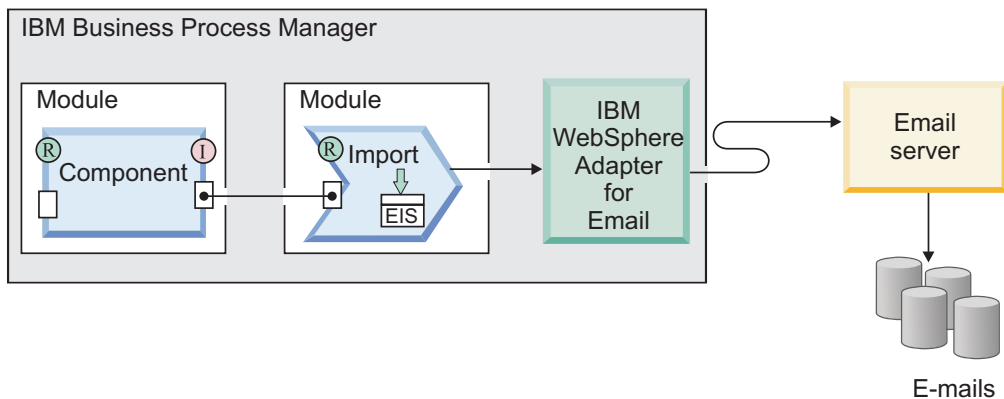 IBM Business Process Manager
Module
R
I
Component
Module
R
Import
EIS
IBM
WebSphere
Adapter
for
Email
Email
server
E-mails